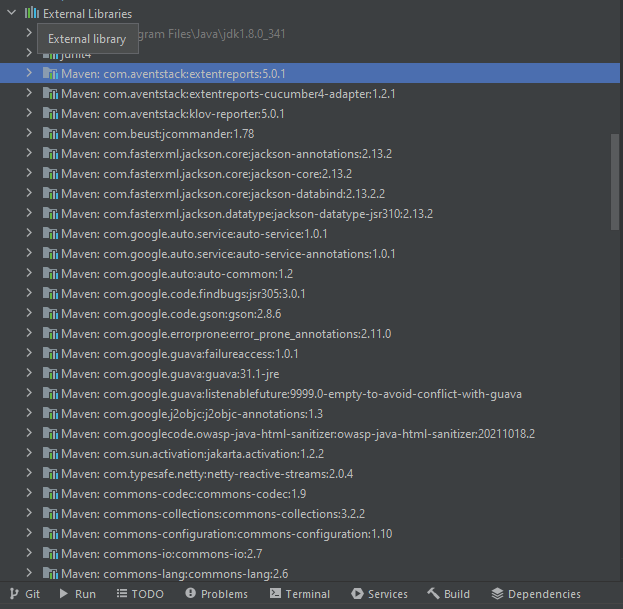 External Libraries
External library
gram Files\Java\jdk1.8.0_341
junit4
Maven: com.aventstack:extentreports:5.0.1
Maven: com.aventstack:extentreports-cucumber4-adapter:1.2.1
Maven: com.aventstack:klov-reporter:5.0.1
Maven: com.beust:jcommander:1.78
Maven: com.fasterxml.jackson.core:jackson-annotations:2.13.2
Maven: com.fasterxml.jackson.core:jackson-core:2.13.2
Maven: com.fasterxml.jackson.core:jackson-databind:2.13.2.2
Maven: com.fasterxml.jackson.datatype:jackson-datatype-jsr310:2.13.2
Maven: com.google.auto.service:auto-service:1.0.1
Maven: com.google.auto.service:auto-service-annotations:1.0.1
Maven: com.google.auto:auto-common:1.2
Maven: com.google.code.findbugs:jsr305:3.0.1
Maven: com.google.code.gson:gson:2.8.6
Maven: com.google.errorprone:error_prone_annotations:2.11.0
Maven: com.google.guava:failureaccess:1.0.1
Maven: com.google.guava:guava:31.1-jre
Maven: com.google.guava:listenablefuture:9999.0-empty-to-avoid-conflict-with-guava
Maven: com.google.j2objc:j2objc-annotations:1.3
Maven: com.googlecode.owasp-java-html-sanitizer:owasp-java-html-sanitizer:20211018.2
Maven: com.sun.activation:jakarta.activation:1.2.2
Maven: com.typesafe.netty:netty-reactive-streams:2.0.4
Maven: commons-codec:commons-codec:1.9
Maven: commons-collections:commons-collections:3.2.2
Maven: commons-configuration:commons-configuration:1.10
Maven: commons-io:commons-io:2.7
Maven: commons-lang:commons-lang:2.6
Git Run TODO Problems Terminal Services Build Dependencies